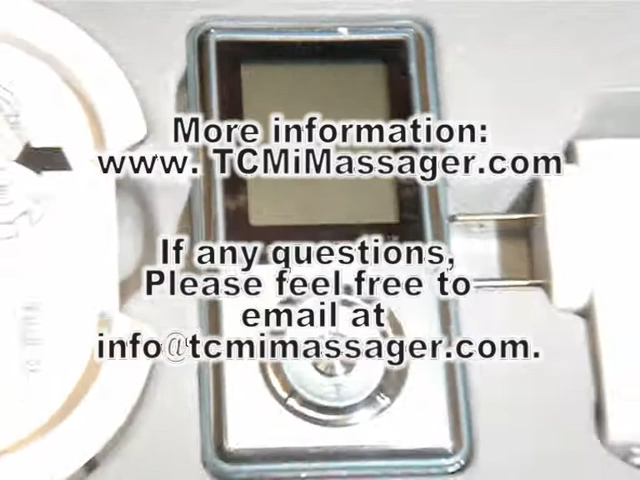 More information:
www. TCMiMassager.com
If any questions,
Please feel free to
email at
info@tcmimassager.com.